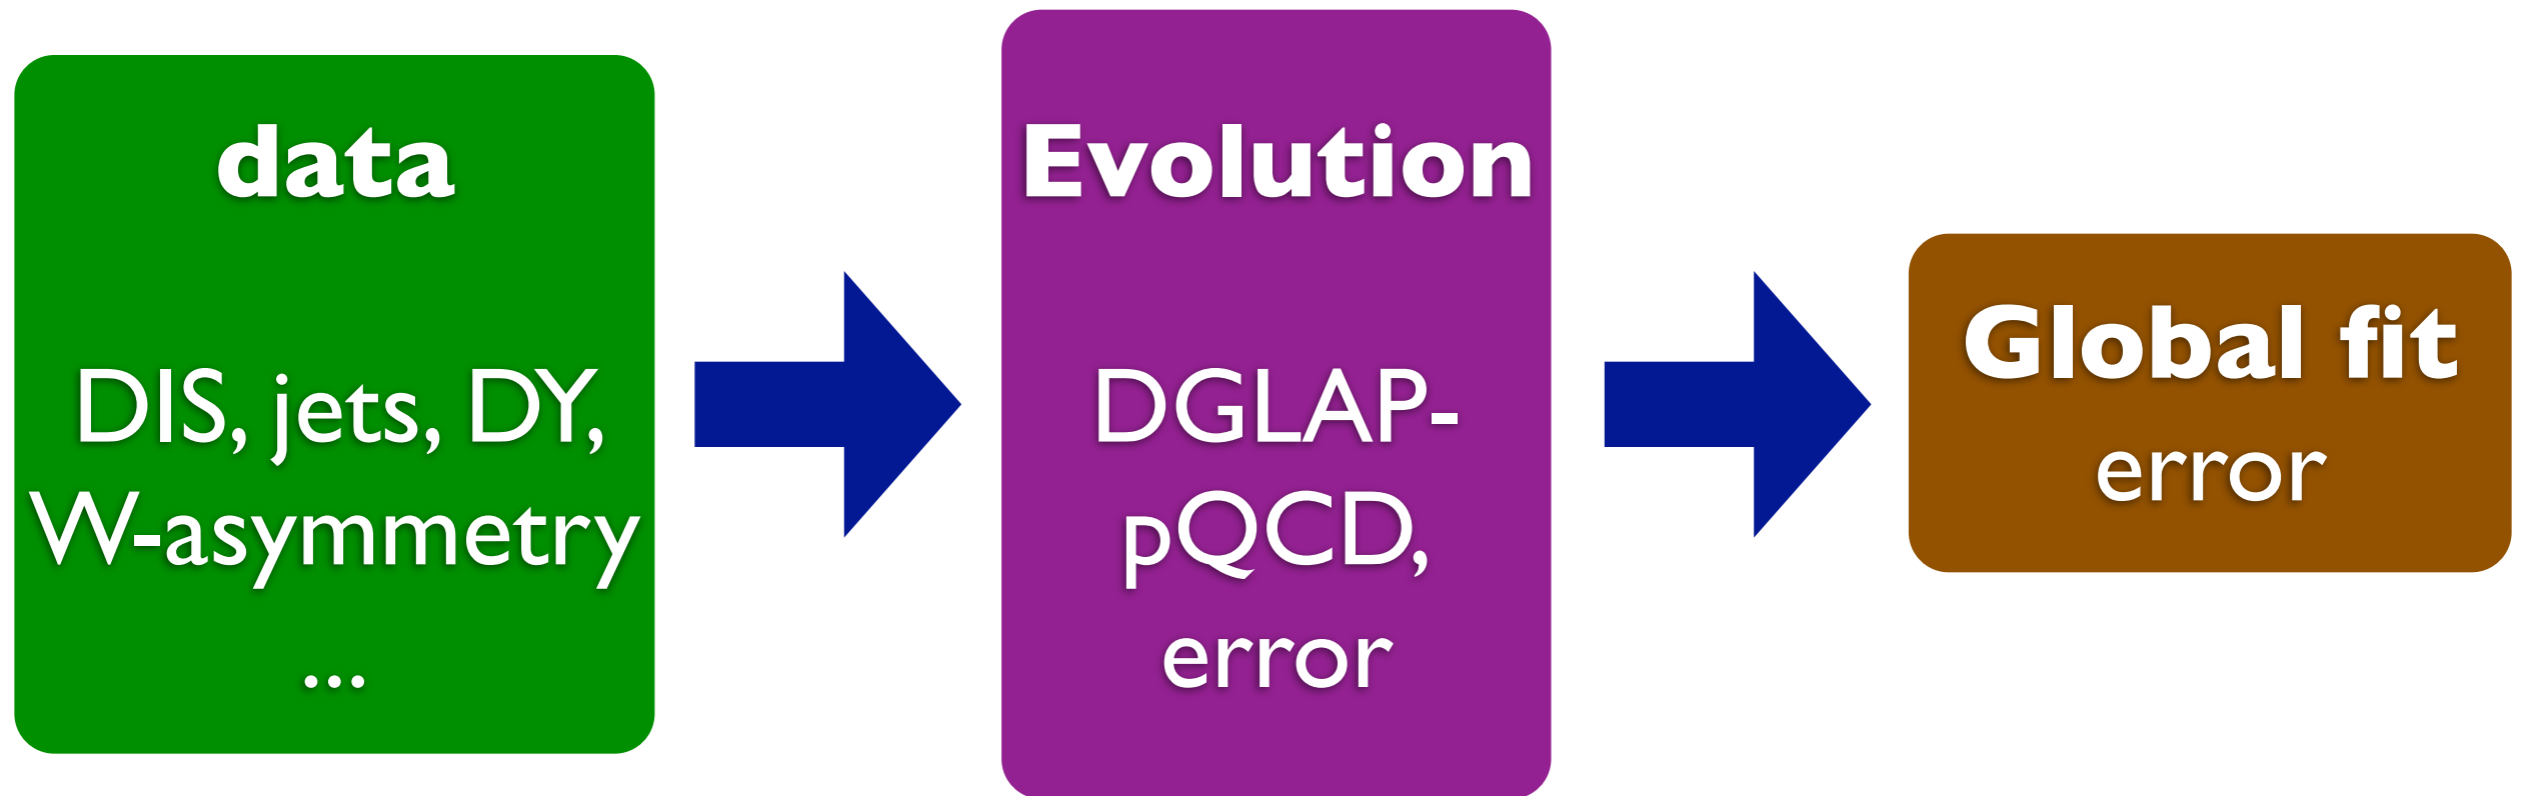 data
DIS, jets, DY,
W-asymmetry
...
Evolution
DGLAP-
pQCD,
error
Global fit
error